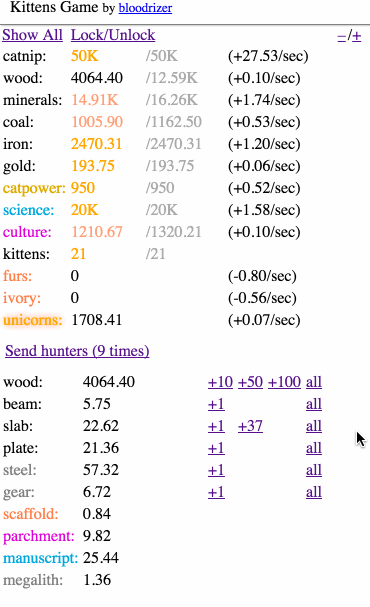 Kittens Game by bloodrizer
Show All Lock/Unlock −/+
catnip: 50K /50K (+27.53/sec)
wood: 4064.40 /12.59K (+0.10/sec)
minerals: 14.91K /16.26K (+1.74/sec)
coal: 1005.90 /1162.50 (+0.53/sec)
iron: 2470.31 /2470.31 (+1.20/sec)
gold: 193.75 /193.75 (+0.06/sec)
catpower: 950 /950 (+0.52/sec)
science: 20K /20K (+1.58/sec)
culture: 1210.67 /1320.21 (+0.10/sec)
kittens: 21 /21
furs: 0 (-0.80/sec)
ivory: 0 (-0.56/sec)
unicorns: 1708.41 (+0.07/sec)
Send hunters (9 times)
wood: 4064.40 +10 +50 +100 all
beam: 5.75 +1 all
slab: 22.62 +1 +37 all
plate: 21.36 +1 all
steel: 57.32 +1 all
gear: 6.72 +1 all
scaffold: 0.84
parchment: 9.82
manuscript: 25.44
megalith: 1.36